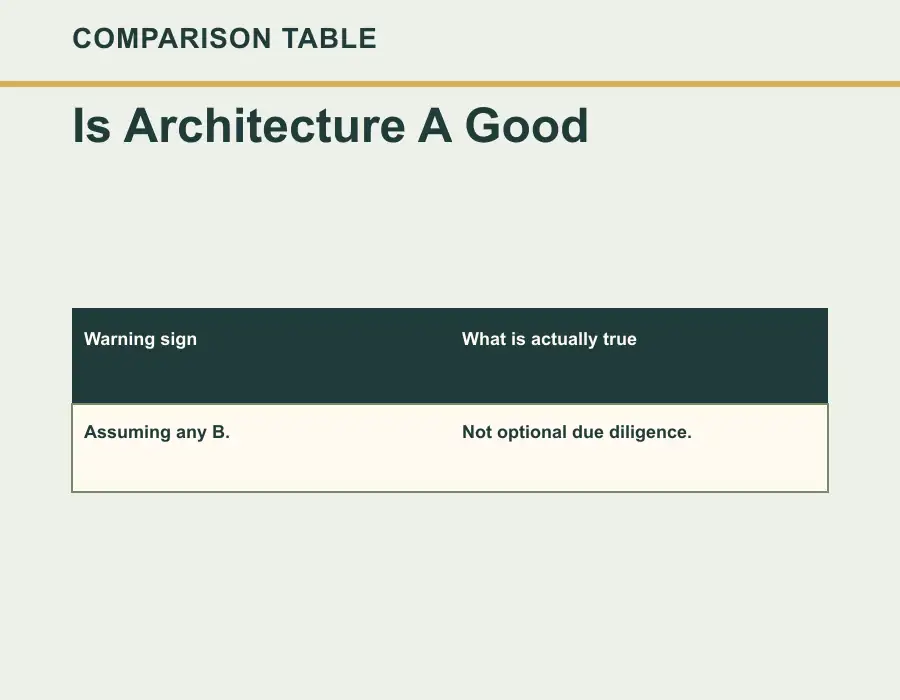 COMPARISON TABLE
Is Architecture A Good
Warning sign
What is actually true
Assuming any B.
Not optional due diligence.